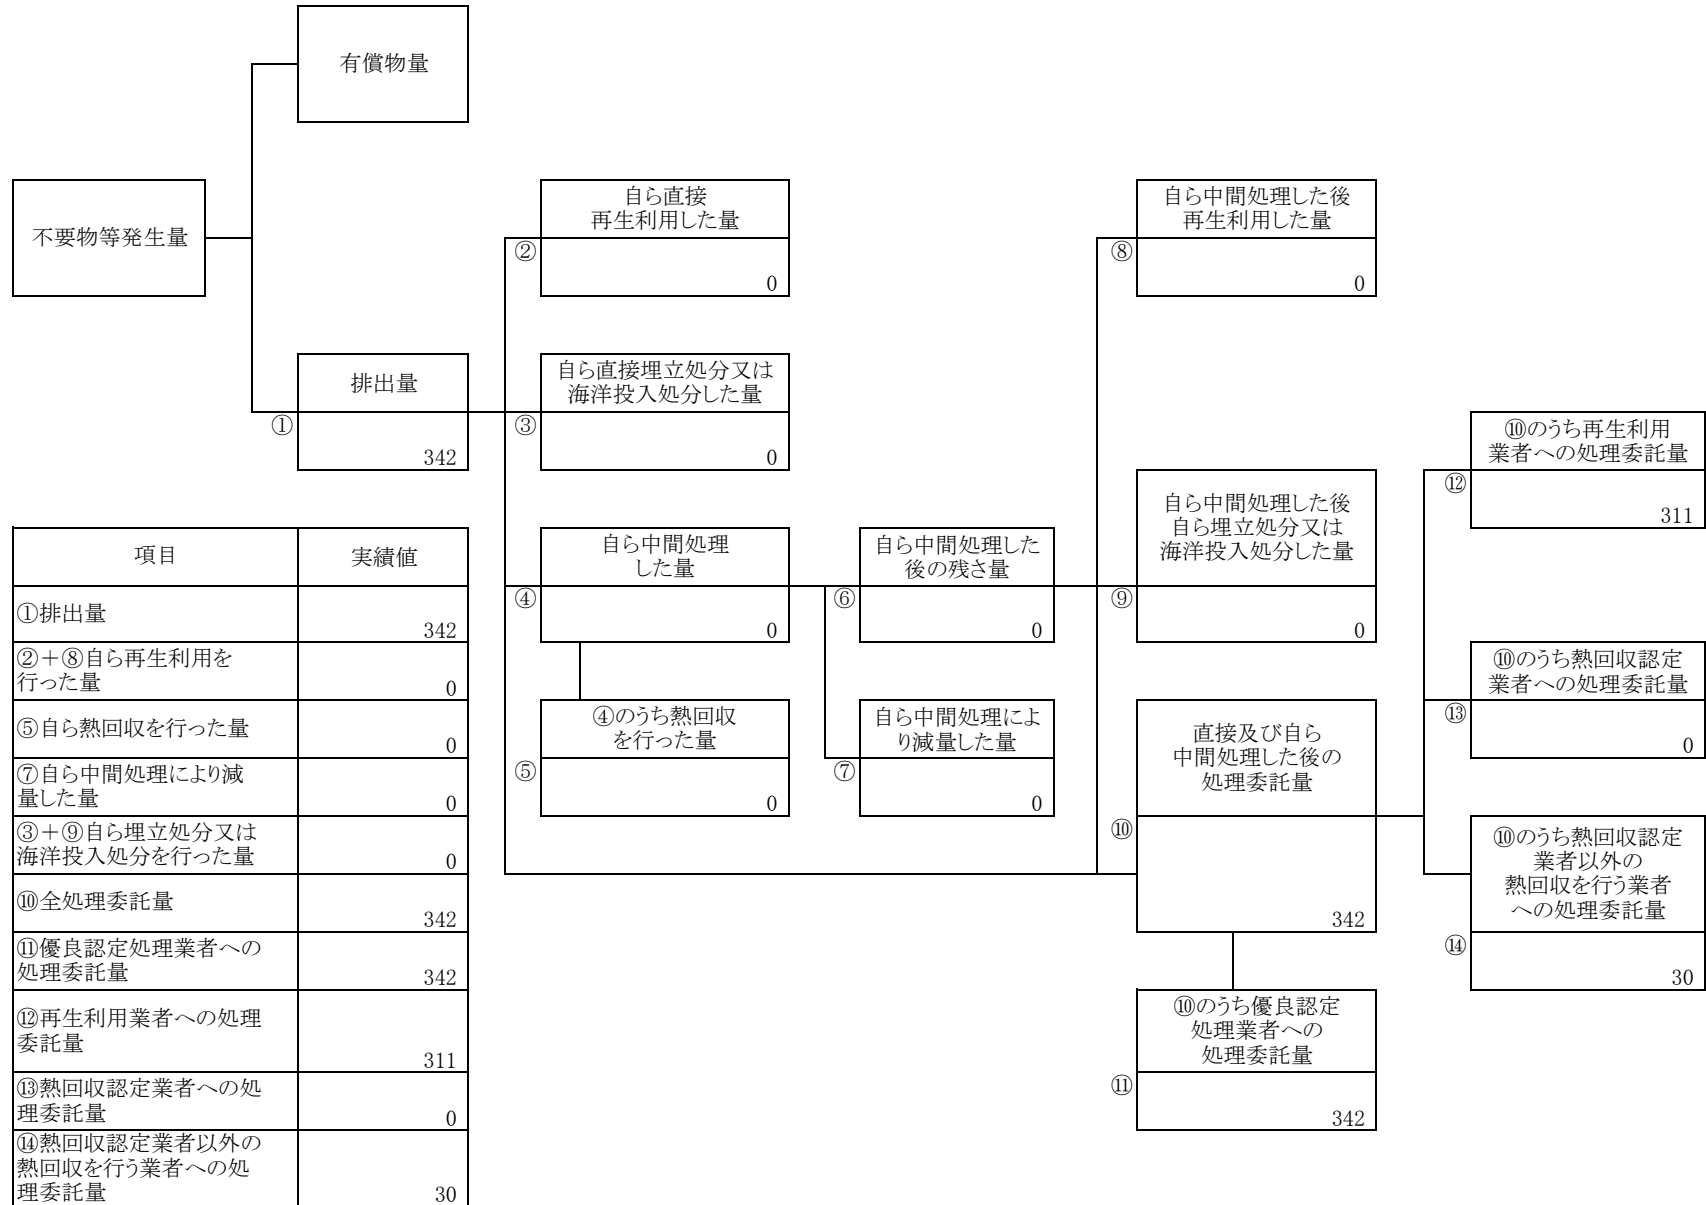 有償物量
不要物等発生量
自ら直接
再生利用した量
②
0
自ら中間処理した後
再生利用した量
⑧
0
排出量
①
342
自ら直接埋立処分又は
海洋投入処分した量
③
0
⑩のうち再生利用
業者への処理委託量
⑫
311
自ら中間処理
した量
④
0
自ら中間処理した
後の残さ量
⑥
0
自ら中間処理した後
自ら埋立処分又は
海洋投入処分した量
⑨
0
⑩のうち熱回収認定
業者への処理委託量
⑬
0
④のうち熱回収
を行った量
⑤
0
自ら中間処理によ
り減量した量
⑦
0
直接及び自ら
中間処理した後の
処理委託量
⑩
342
⑩のうち熱回収認定
業者以外の
熱回収を行う業者
への処理委託量
⑭
30
⑩のうち優良認定
処理業者への
処理委託量
⑪
342
項目 実績値
①排出量
342
②+⑧自ら再生利用を
行った量
0
⑤自ら熱回収を行った量
0
⑦自ら中間処理により減
量した量
0
③+⑨自ら埋立処分又は
海洋投入処分を行った量
0
⑩全処理委託量
342
⑪優良認定処理業者への
処理委託量
342
⑫再生利用業者への処理
委託量
311
⑬熱回収認定業者への処
理委託量
0
⑭熱回収認定業者以外の
熱回収を行う業者への処
理委託量
30